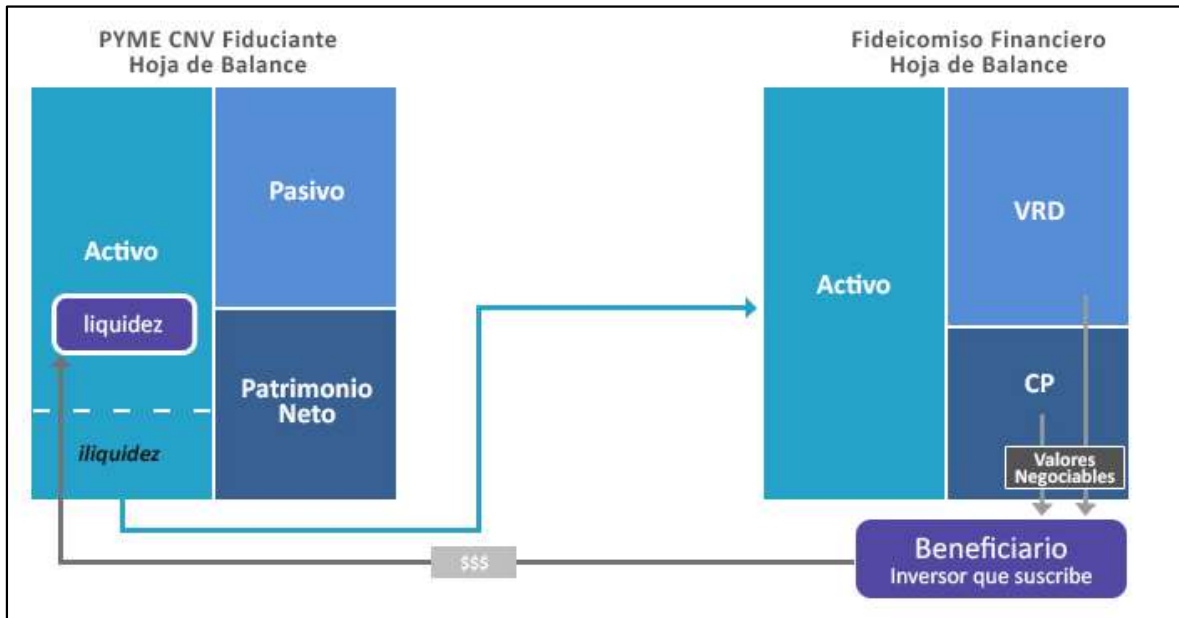 PYME CNV Fiduciante
Hoja de Balance
Activo
liquidez
iliquidez
Pasivo
Patrimonio
Neto
Fideicomiso Financiero
Hoja de Balance
Activo
VRD
CP
Valores
Negociables
Beneficiario
Inversor que suscribe
$$$